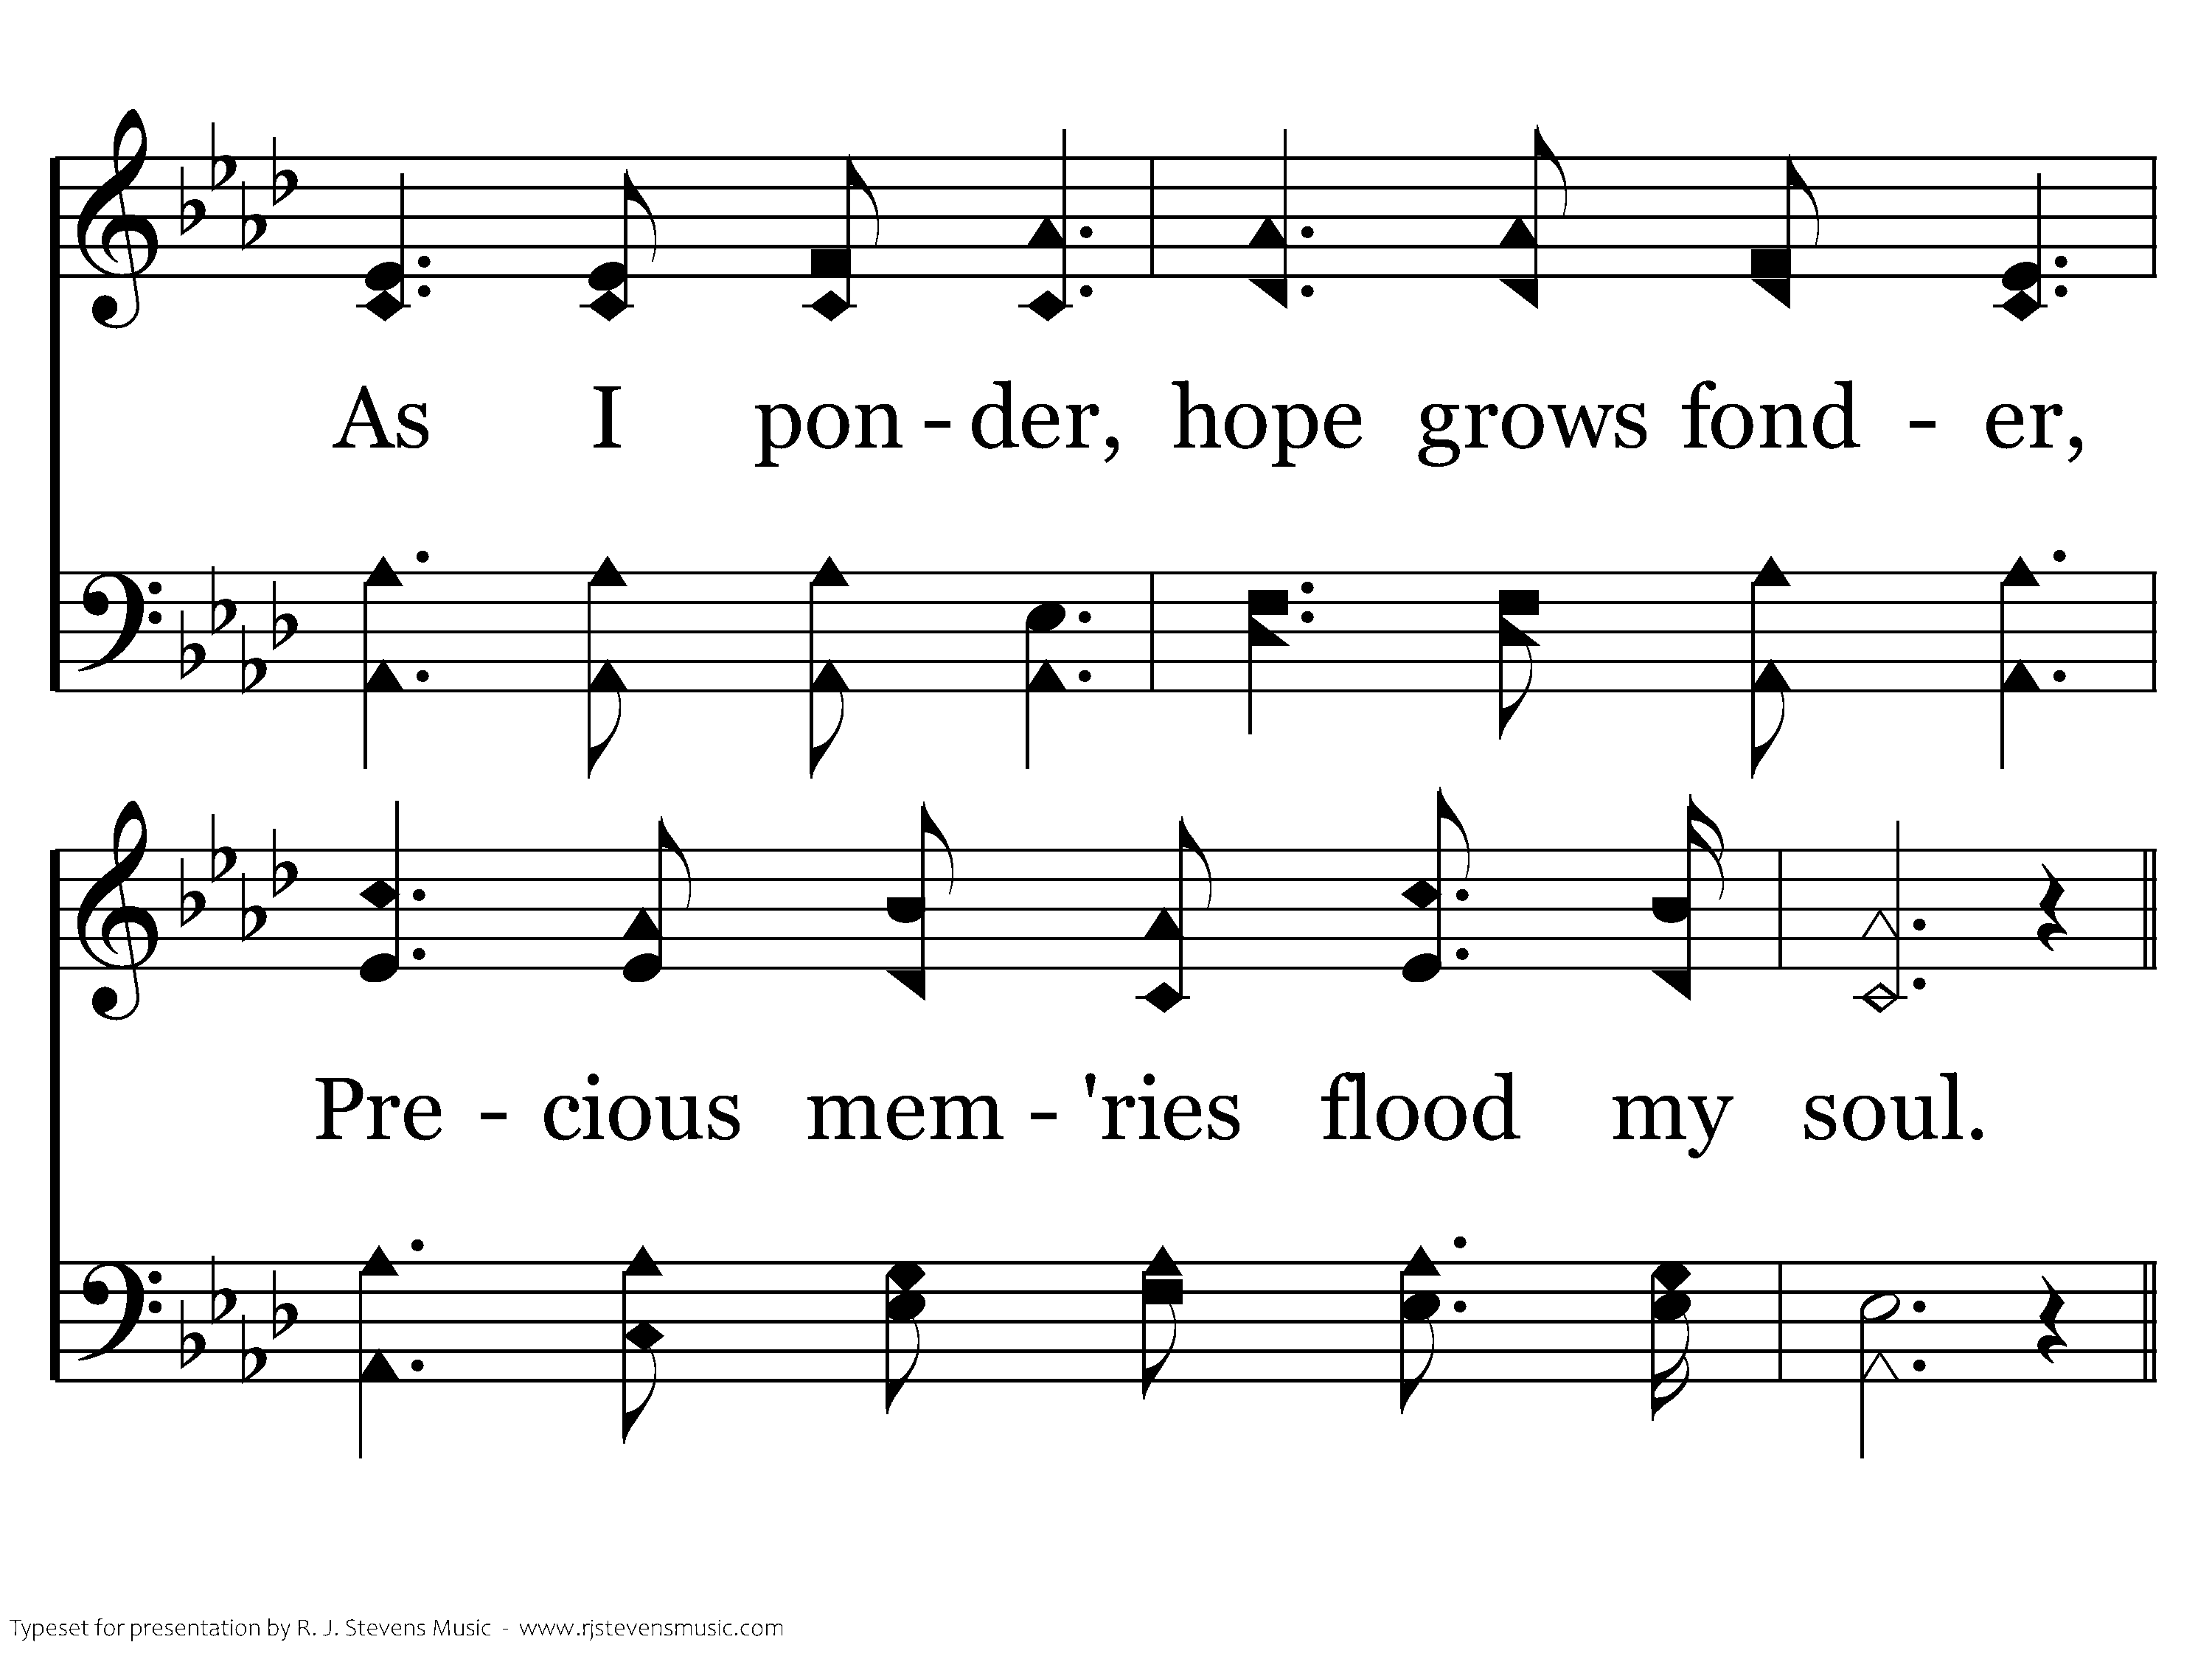 As I pon - der, hope grows fond - er,
Pre - cious mem - 'ries flood my soul.
Typeset for presentation by R. J. Stevens Music - www.rjstevensmusic.com